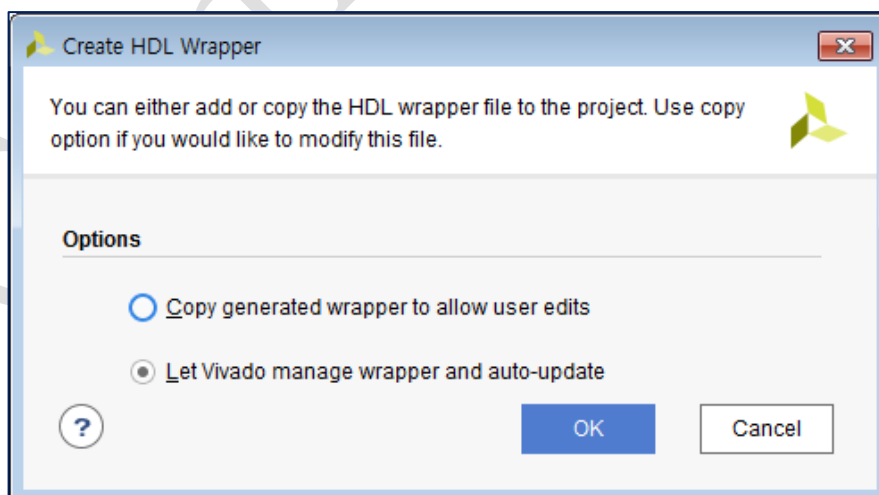 Create HDL Wrapper
You can either add or copy the HDL wrapper file to the project. Use copy
option if you would like to modify this file.
Options
Copy generated wrapper to allow user edits
Let Vivado manage wrapper and auto-update
?
OK
Cancel